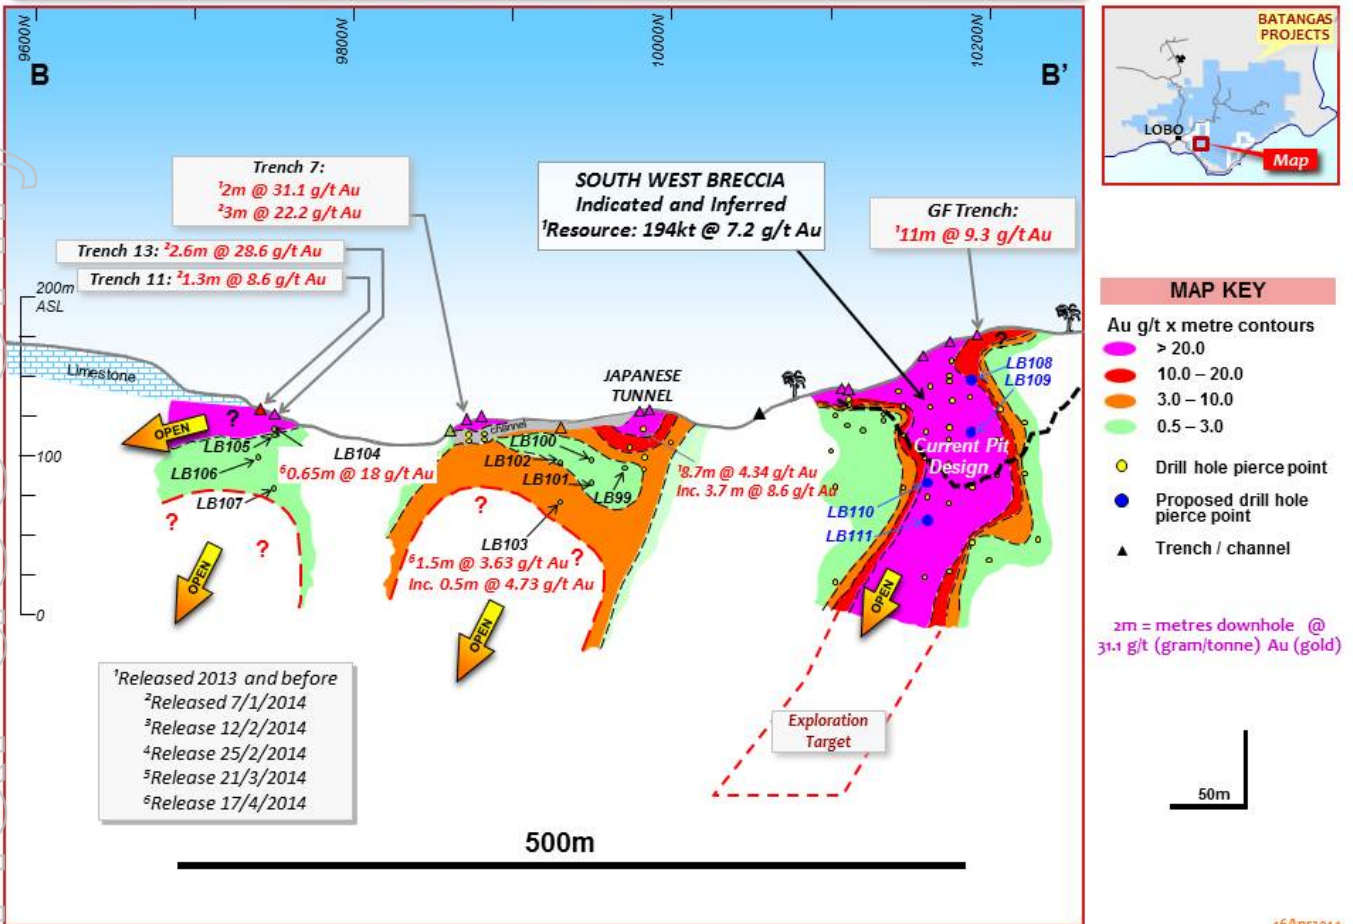 9600N
9800N
10000N
10200N
B
B'
BATANGAS
PROJECTS
LOBO
Map
Trench 7:
¹2m @ 31.1 g/t Au
²3m @ 22.2 g/t Au
SOUTH WEST BRECCIA
Indicated and Inferred
¹Resource: 194kt @ 7.2 g/t Au
GF Trench:
¹11m @ 9.3 g/t Au
Trench 13: ²2.6m @ 28.6 g/t Au
Trench 11: ²1.3m @ 8.6 g/t Au
200m
ASL
100
0
Limestone
JAPANESE
TUNNEL
?
?
LB108
LB109
OPEN
LB105
LB104
LB106
⁶0.65m @ 18 g/t Au
LB107
?
?
OPEN
channel
LB100
LB102
LB101
LB99
¹8.7m @ 4.34 g/t Au
Inc. 3.7 m @ 8.6 g/t Au
?
LB103
⁶1.5m @ 3.63 g/t Au
?
Inc. 0.5m @ 4.73 g/t Au
OPEN
Current Pit
Design
LB110
LB111
OPEN
Exploration
Target
¹Released 2013 and before
²Released 7/1/2014
³Release 12/2/2014
⁴Release 25/2/2014
⁵Release 21/3/2014
⁶Release 17/4/2014
500m
MAP KEY
Au g/t x metre contours
> 20.0
10.0 – 20.0
3.0 – 10.0
0.5 – 3.0
Drill hole pierce point
Proposed drill hole
pierce point
Trench / channel
2m = metres downhole @
31.1 g/t (gram/tonne) Au (gold)
50m